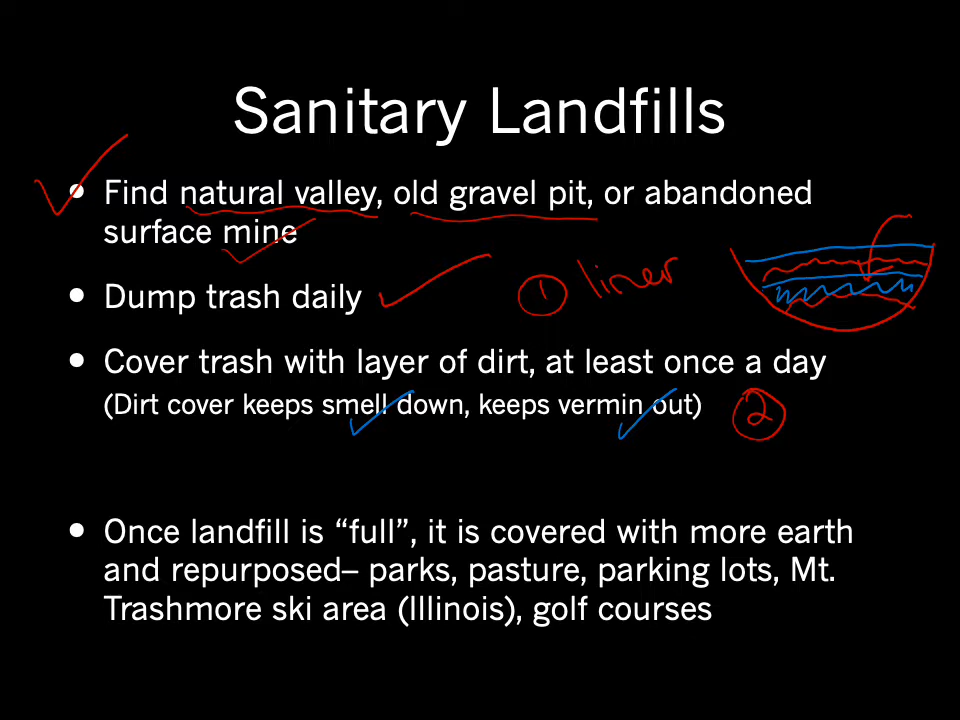 Sanitary Landfills
• Find natural valley, old gravel pit, or abandoned
surface mine
• Dump trash daily
① liner
• Cover trash with layer of dirt, at least once a day
(Dirt cover keeps smell down, keeps vermin out)
②
• Once landfill is “full”, it is covered with more earth
and repurposed– parks, pasture, parking lots, Mt.
Trashmore ski area (Illinois), golf courses